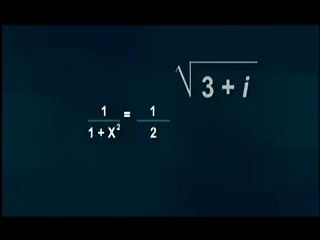 √3 + i
1/(1 + X²) = 1/2